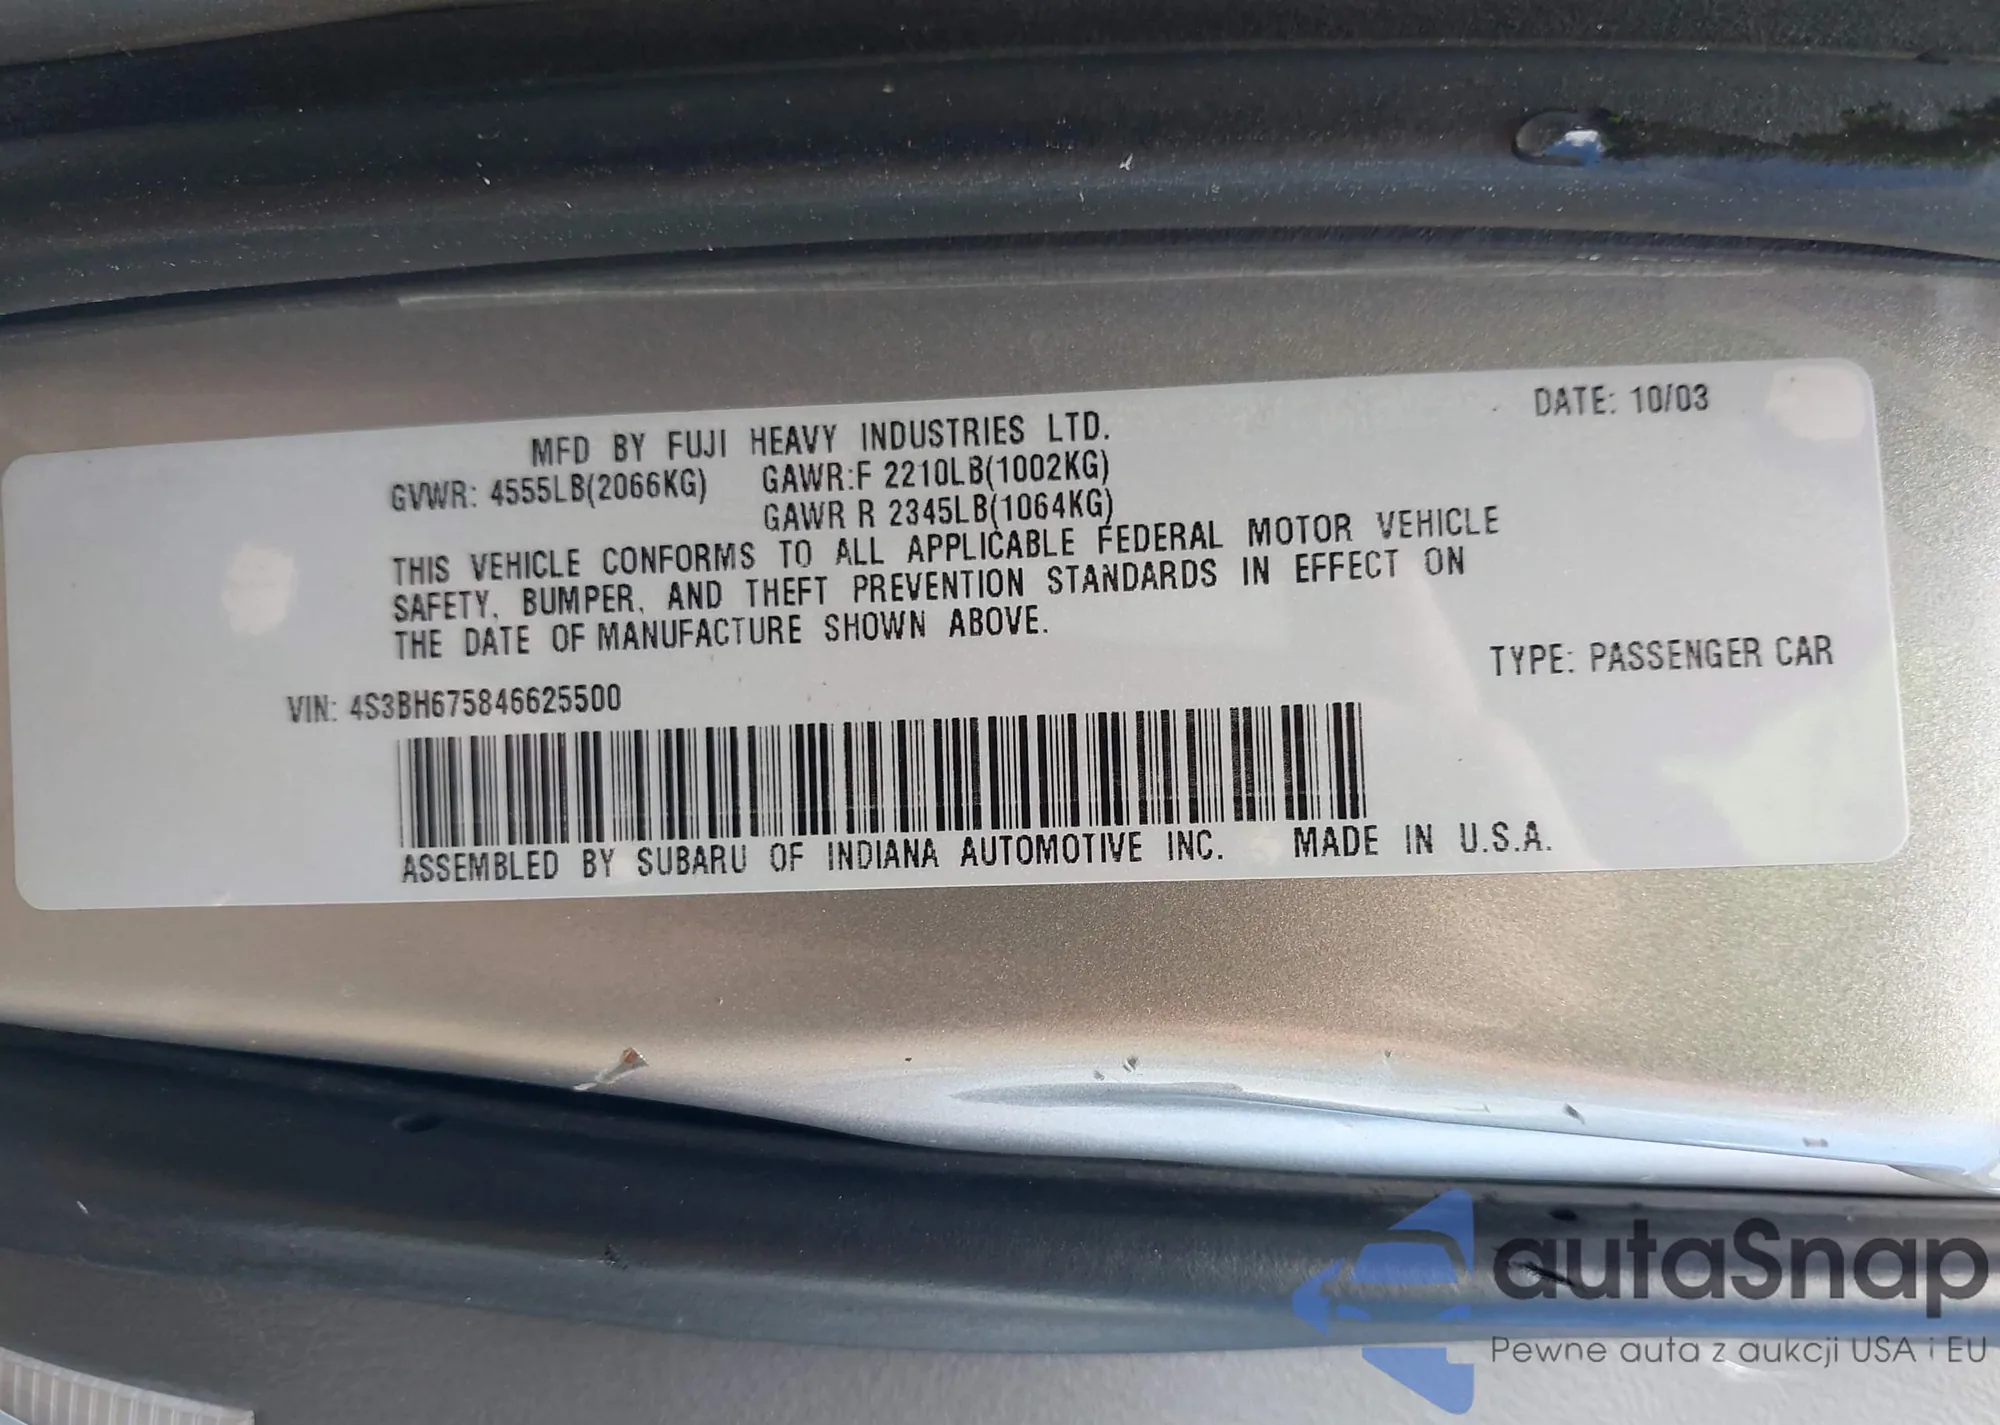 DATE: 10/03
MFD BY FUJI HEAVY INDUSTRIES LTD.
GVWR: 4555LB(2066KG) GAWR:F 2210LB(1002KG)
GAWR R 2345LB(1064KG)
THIS VEHICLE CONFORMS TO ALL APPLICABLE FEDERAL MOTOR VEHICLE
SAFETY, BUMPER, AND THEFT PREVENTION STANDARDS IN EFFECT ON
THE DATE OF MANUFACTURE SHOWN ABOVE.
TYPE: PASSENGER CAR
VIN: 4S3BH675846625500
ASSEMBLED BY SUBARU OF INDIANA AUTOMOTIVE INC. MADE IN U.S.A.
autaSnap
Pewne auta z aukcji USA i EU